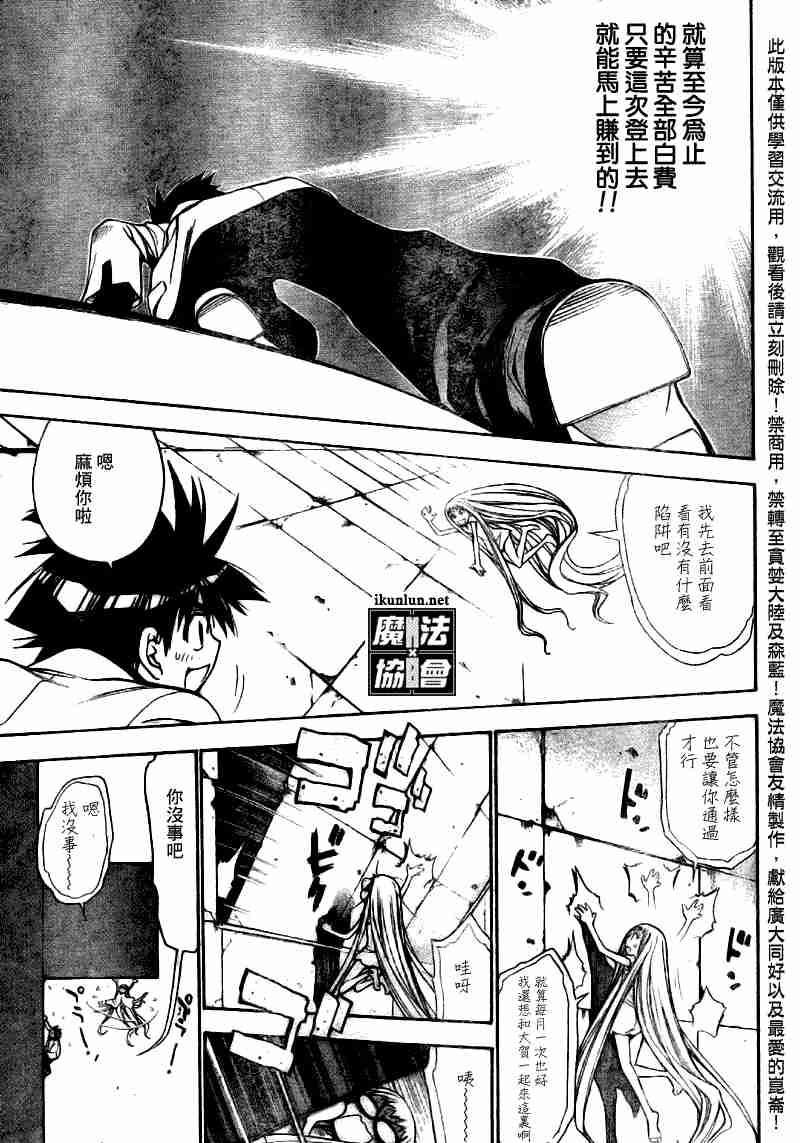 就算至今為止
的辛苦全部白費
只要這次登上去
就能馬上賺到的!!
我先去前面看
看有沒有什麼
陷阱吧
嗯
麻煩你啦
ikunlun.net
魔法
協會
不管怎麼樣
也要讓你通過
才行
就算每月一次也好
我還想和大賀一起來這裏啊
ゴゴ
哇呀
咦
ゴゴ
你沒事吧
嗯
我沒事~~~
此版本僅供學習交流用，觀看後請立刻刪除！禁商用，禁轉至貪婪大陸及森藍！魔法協會友情製作，獻給廣大同好以及最愛的崑崙！